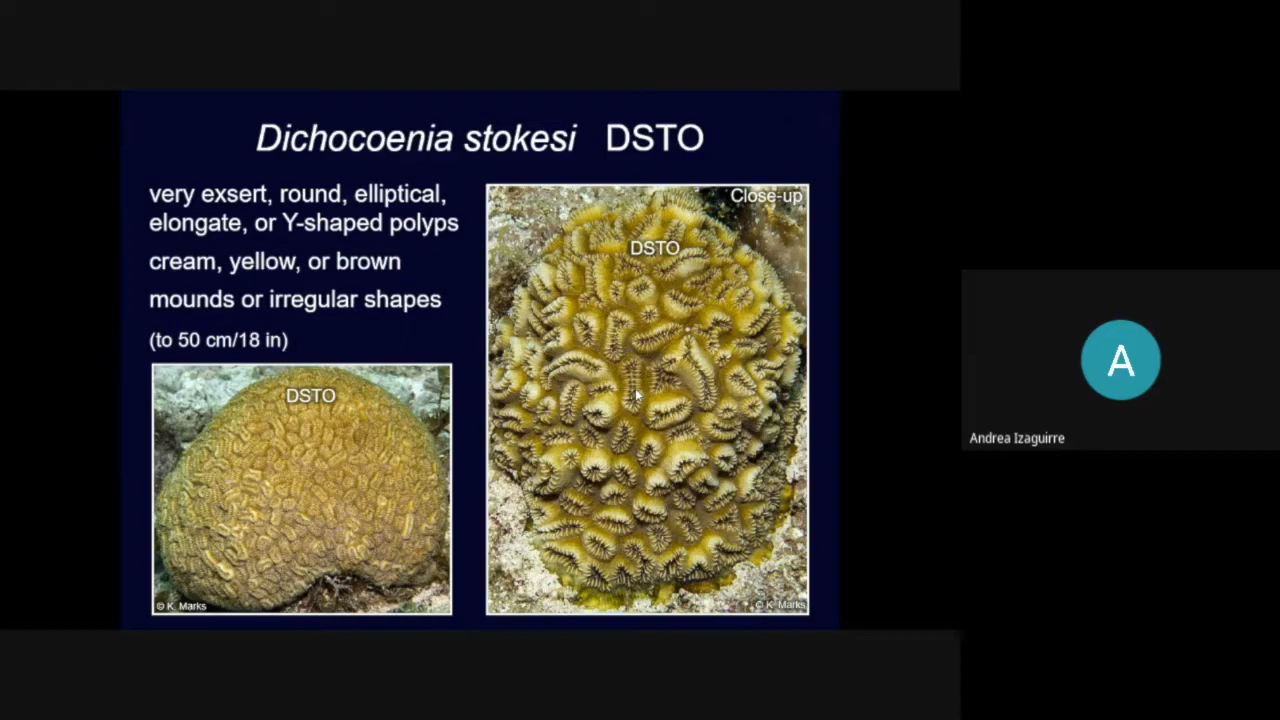 Dichocoenia stokesi DSTO
very exsert, round, elliptical,
elongate, or Y-shaped polyps
cream, yellow, or brown
mounds or irregular shapes
(to 50 cm/18 in)
DSTO
© K. Marks
Close-up
DSTO
© K. Marks
A
Andrea Izaguirre